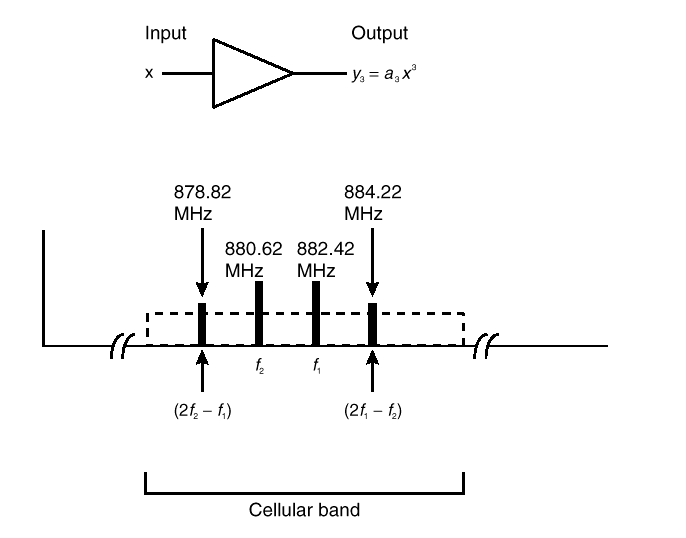 Input
Output
x
y₃ = a₃x³
878.82
MHz
884.22
MHz
880.62
MHz
882.42
MHz
f₂
f₁
(2f₂ – f₁)
(2f₁ – f₂)
Cellular band